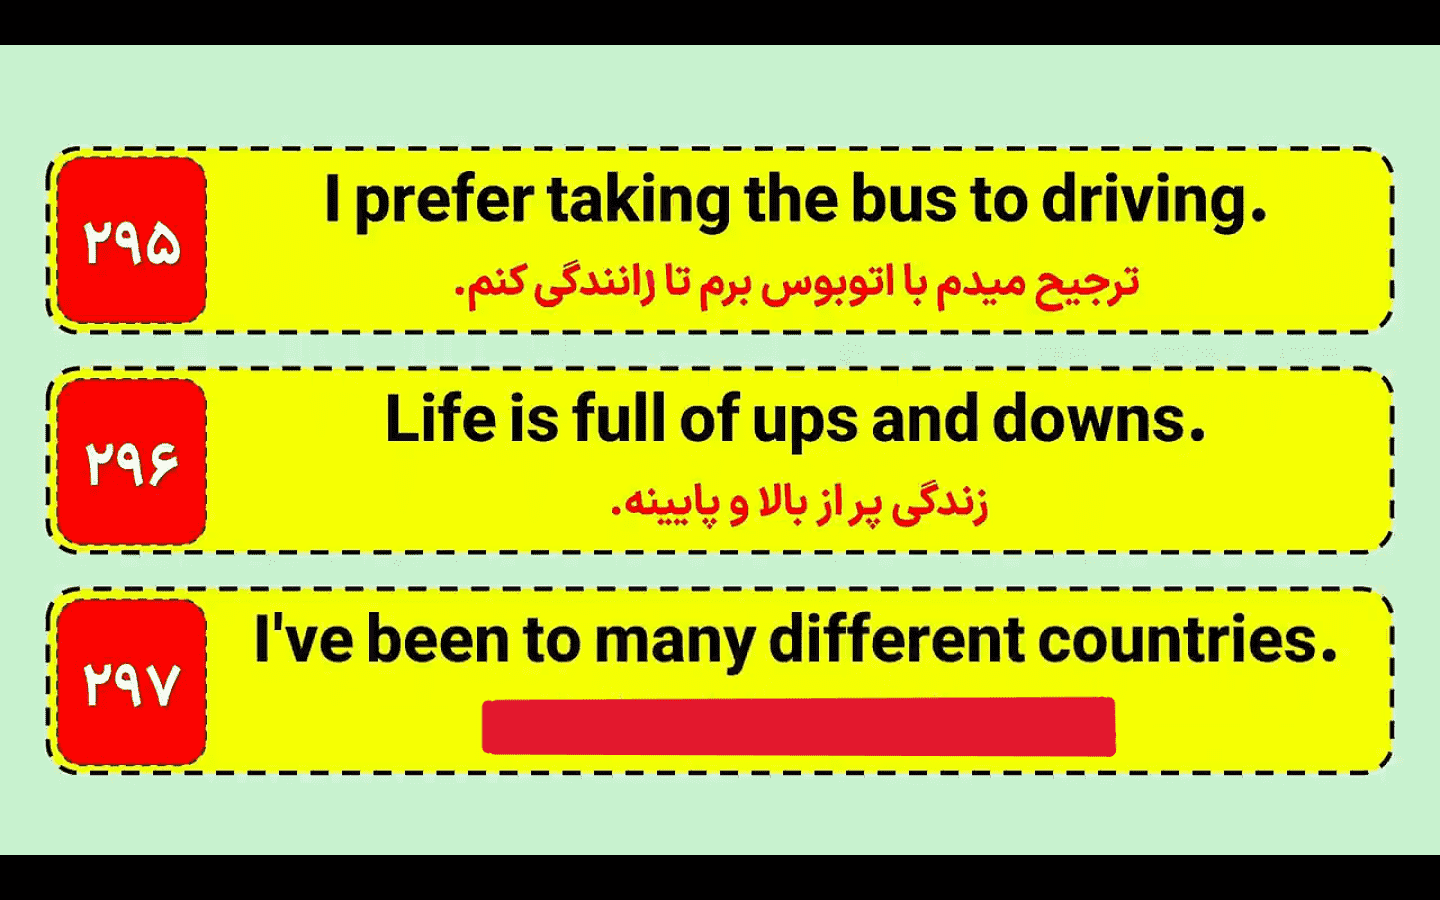 ۲۹۵
I prefer taking the bus to driving.
ترجیح میدم با اتوبوس برم تا رانندگی کنم.
۲۹۶
Life is full of ups and downs.
زندگی پر از بالا و پایینه.
۲۹۷
I've been to many different countries.